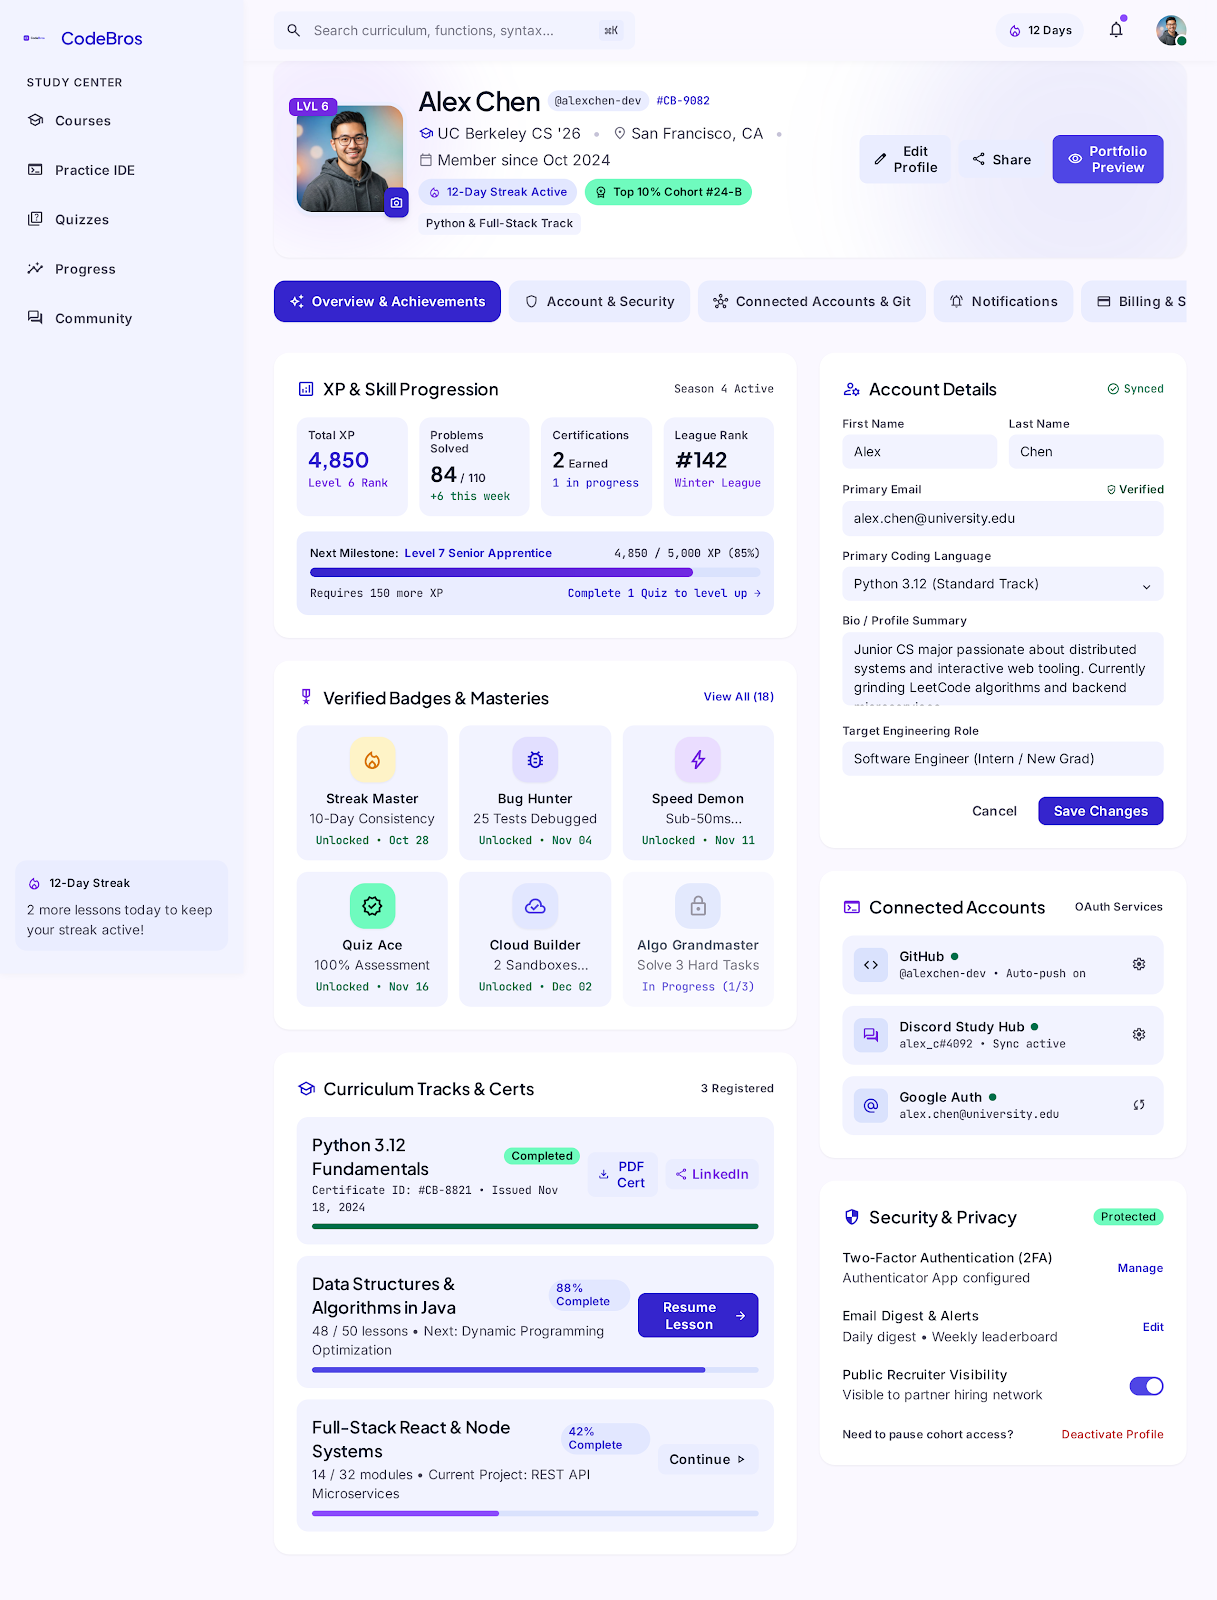 CodeBros
STUDY CENTER
Courses
Practice IDE
Quizzes
Progress
Community
12-Day Streak
2 more lessons today to keep
your streak active!
Search curriculum, functions, syntax...
⌘K
12 Days
LVL 6
Alex Chen @alexchen-dev #CB-9082
UC Berkeley CS '26 • San Francisco, CA •
Member since Oct 2024
12-Day Streak Active Top 10% Cohort #24-B
Python & Full-Stack Track
Edit
Profile
Share
Portfolio
Preview
Overview & Achievements
Account & Security
Connected Accounts & Git
Notifications
Billing & S
XP & Skill Progression
Season 4 Active
Total XP
4,850
Level 6 Rank
Problems
Solved
84 / 110
+6 this week
Certifications
2 Earned
1 in progress
League Rank
#142
Winter League
Next Milestone: Level 7 Senior Apprentice
4,850 / 5,000 XP (85%)
Requires 150 more XP
Complete 1 Quiz to level up →
Verified Badges & Masteries
View All (18)
Streak Master
10-Day Consistency
Unlocked • Oct 28
Bug Hunter
25 Tests Debugged
Unlocked • Nov 04
Speed Demon
Sub-50ms...
Unlocked • Nov 11
Quiz Ace
100% Assessment
Unlocked • Nov 16
Cloud Builder
2 Sandboxes...
Unlocked • Dec 02
Algo Grandmaster
Solve 3 Hard Tasks
In Progress (1/3)
Curriculum Tracks & Certs
3 Registered
Python 3.12
Fundamentals
Completed
Certificate ID: #CB-8821 • Issued Nov
18, 2024
PDF
Cert
LinkedIn
Data Structures &
Algorithms in Java
88%
Complete
48 / 50 lessons • Next: Dynamic Programming
Optimization
Resume
Lesson
Full-Stack React & Node
Systems
42%
Complete
14 / 32 modules • Current Project: REST API
Microservices
Continue
Account Details
Synced
First Name
Alex
Last Name
Chen
Primary Email
Verified
alex.chen@university.edu
Primary Coding Language
Python 3.12 (Standard Track)
Bio / Profile Summary
Junior CS major passionate about distributed
systems and interactive web tooling. Currently
grinding LeetCode algorithms and backend
Target Engineering Role
Software Engineer (Intern / New Grad)
Cancel
Save Changes
Connected Accounts
OAuth Services
GitHub
@alexchen-dev • Auto-push on
Discord Study Hub
alex_c#4092 • Sync active
Google Auth
alex.chen@university.edu
Security & Privacy
Protected
Two-Factor Authentication (2FA)
Authenticator App configured
Manage
Email Digest & Alerts
Daily digest • Weekly leaderboard
Edit
Public Recruiter Visibility
Visible to partner hiring network
Need to pause cohort access?
Deactivate Profile